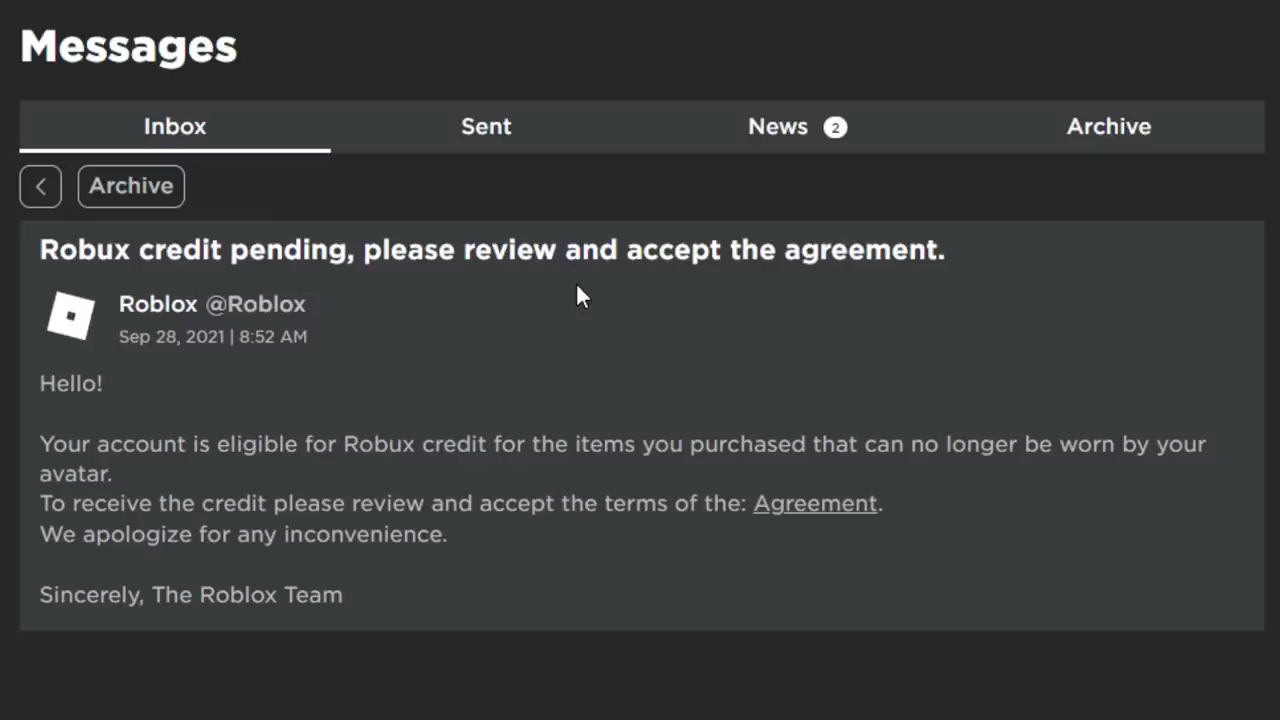 Messages
Inbox
Sent
News 2
Archive
Archive
Robux credit pending, please review and accept the agreement.
Roblox @Roblox
Sep 28, 2021 | 8:52 AM
Hello!
Your account is eligible for Robux credit for the items you purchased that can no longer be worn by your
avatar.
To receive the credit please review and accept the terms of the: Agreement.
We apologize for any inconvenience.
Sincerely, The Roblox Team